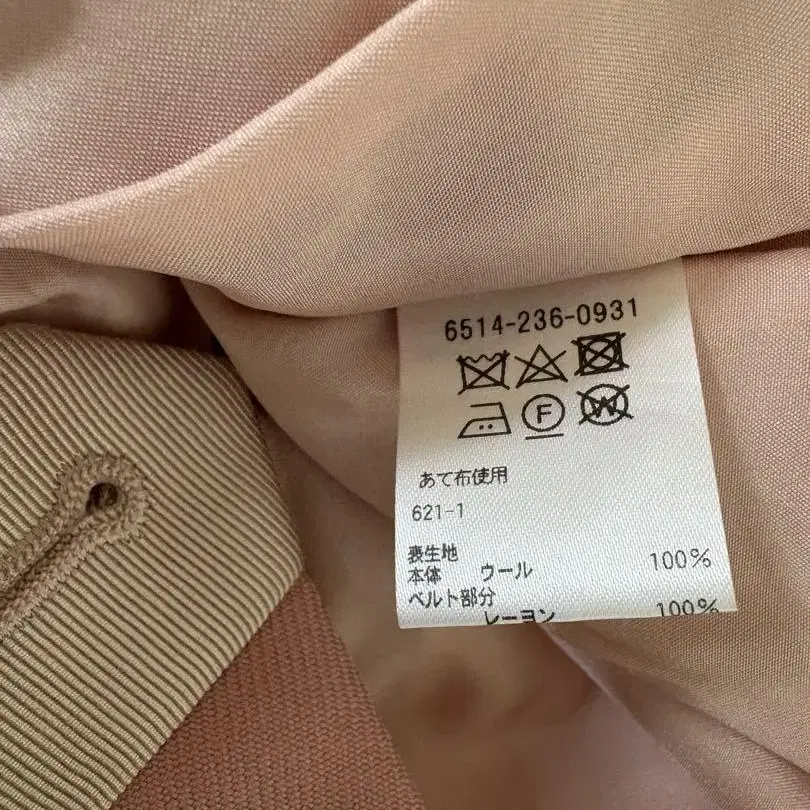 6514-236-0931
F W
あて布使用
621-1
表生地
本体 ウール 100%
ベルト部分
レーヨン 100%